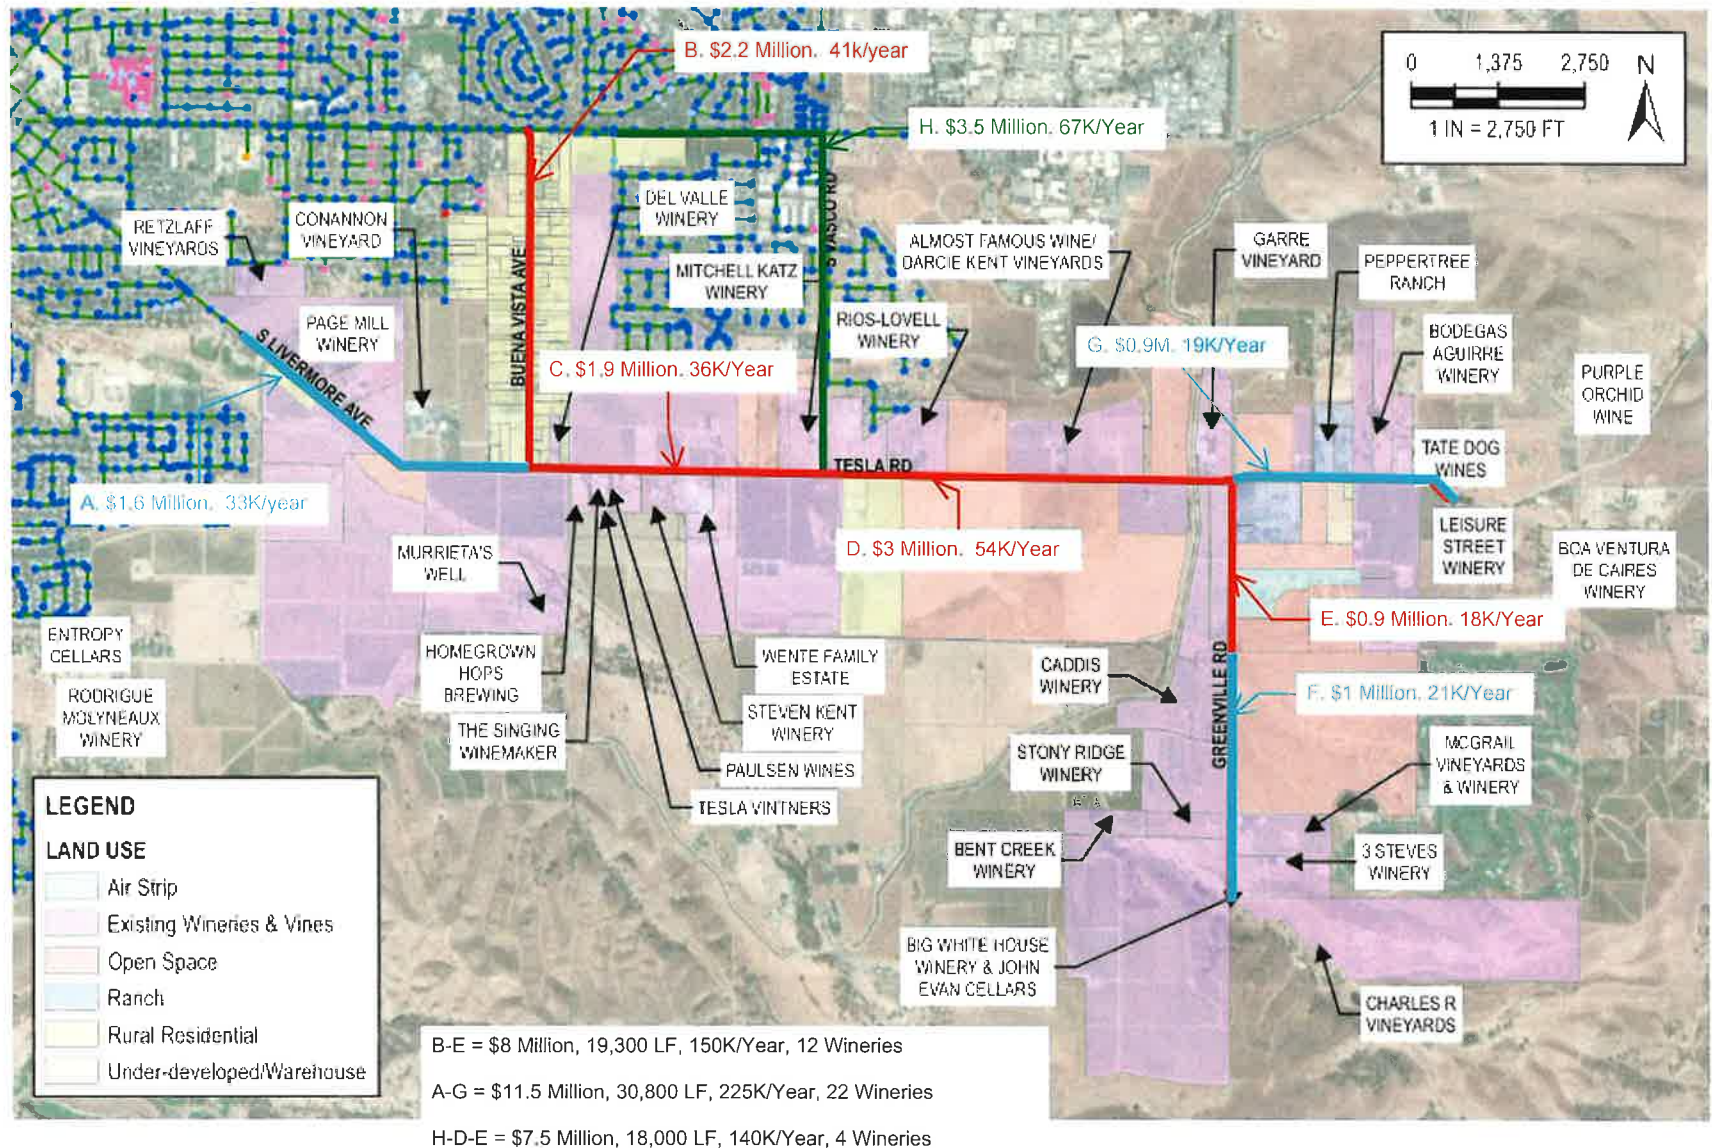 B. $2.2 Million. 41k/year
H. $3.5 Million. 67K/Year
0 1,375 2,750
N
1 IN = 2,750 FT
RETZLAFF
VINEYARDS
CONANNON
VINEYARD
DEL VALLE
WINERY
S VASCO RD
BUENA VISTA AVE
MITCHELL KATZ
WINERY
ALMOST FAMOUS WINE/
DARCIE KENT VINEYARDS
GARRE
VINEYARD
PEPPERTREE
RANCH
PAGE MILL
WINERY
S LIVERMORE AVE
RIOS-LOVELL
WINERY
G. $0.9M. 19K/Year
BODEGAS
AGUIRRE
WINERY
PURPLE
ORCHID
WINE
C. $1.9 Million. 36K/Year
TESLA RD
TATE DOG
WINES
A. $1.6 Million. 33K/year
D. $3 Million. 54K/Year
LEISURE
STREET
WINERY
BOA VENTURA
DE CAIRES
WINERY
MURRIETA'S
WELL
E. $0.9 Million. 18K/Year
ENTROPY
CELLARS
RODRIGUE
MOLYNEAUX
WINERY
HOMEGROWN
HOPS
BREWING
WENTE FAMILY
ESTATE
CADDIS
WINERY
GREENVILLE RD
F. $1 Million. 21K/Year
THE SINGING
WINEMAKER
STEVEN KENT
WINERY
PAULSEN WINES
TESLA VINTNERS
STONY RIDGE
WINERY
MCGRAIL
VINEYARDS
& WINERY
BENT CREEK
WINERY
3 STEVES
WINERY
BIG WHITE HOUSE
WINERY & JOHN
EVAN CELLARS
CHARLES R
VINEYARDS
LEGEND
LAND USE
Air Strip
Existing Wineries & Vines
Open Space
Ranch
Rural Residential
Under-developed/Warehouse
B-E = $8 Million, 19,300 LF, 150K/Year, 12 Wineries
A-G = $11.5 Million, 30,800 LF, 225K/Year, 22 Wineries
H-D-E = $7.5 Million, 18,000 LF, 140K/Year, 4 Wineries